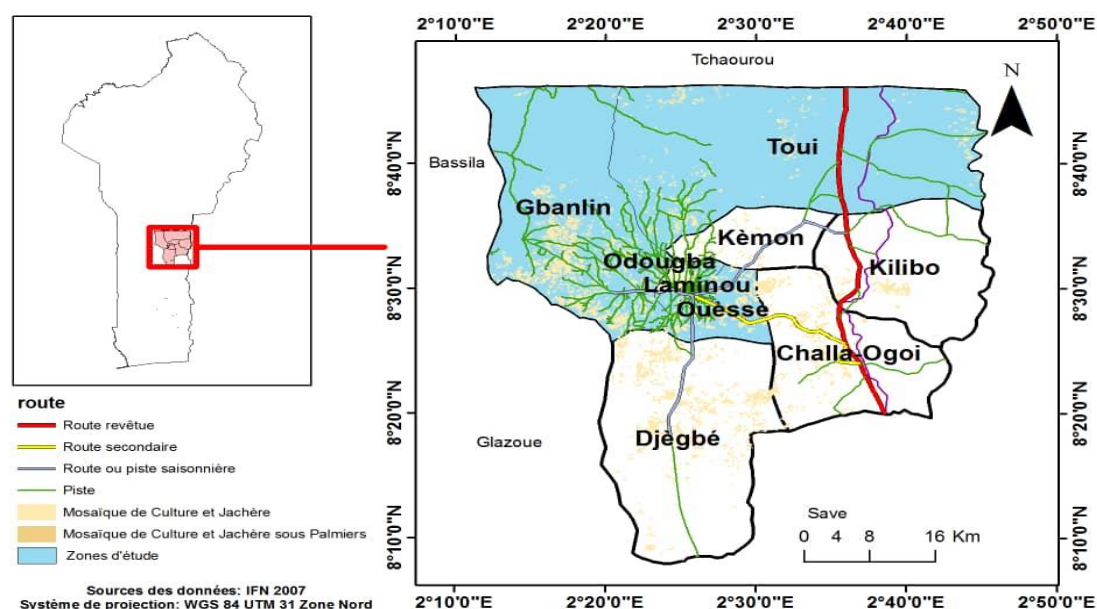 2°10'0"E 2°20'0"E 2°30'0"E 2°40'0"E 2°50'0"E
Tchaourou
N
Toui
8°40'0"N
8°40'0"N
Bassila
Gbanlin
Kèmon
Odougba
Kilibo
Laminou
8°30'0"N
8°30'0"N
Ouèsse
Challa-Ogoi
route
Route revêtue
8°20'0"N
8°20'0"N
Route secondaire
Glazoue
Djègbé
Route ou piste saisonnière
Piste
Mosaïque de Culture et Jachère
Save
Mosaïque de Culture et Jachère sous Palmiers
0 4 8 16 Km
8°10'0"N
8°10'0"N
Zones d'étude
Sources des données: IFN 2007
Système de projection: WGS 84 UTM 31 Zone Nord
2°10'0"E 2°20'0"E 2°30'0"E 2°40'0"E 2°50'0"E